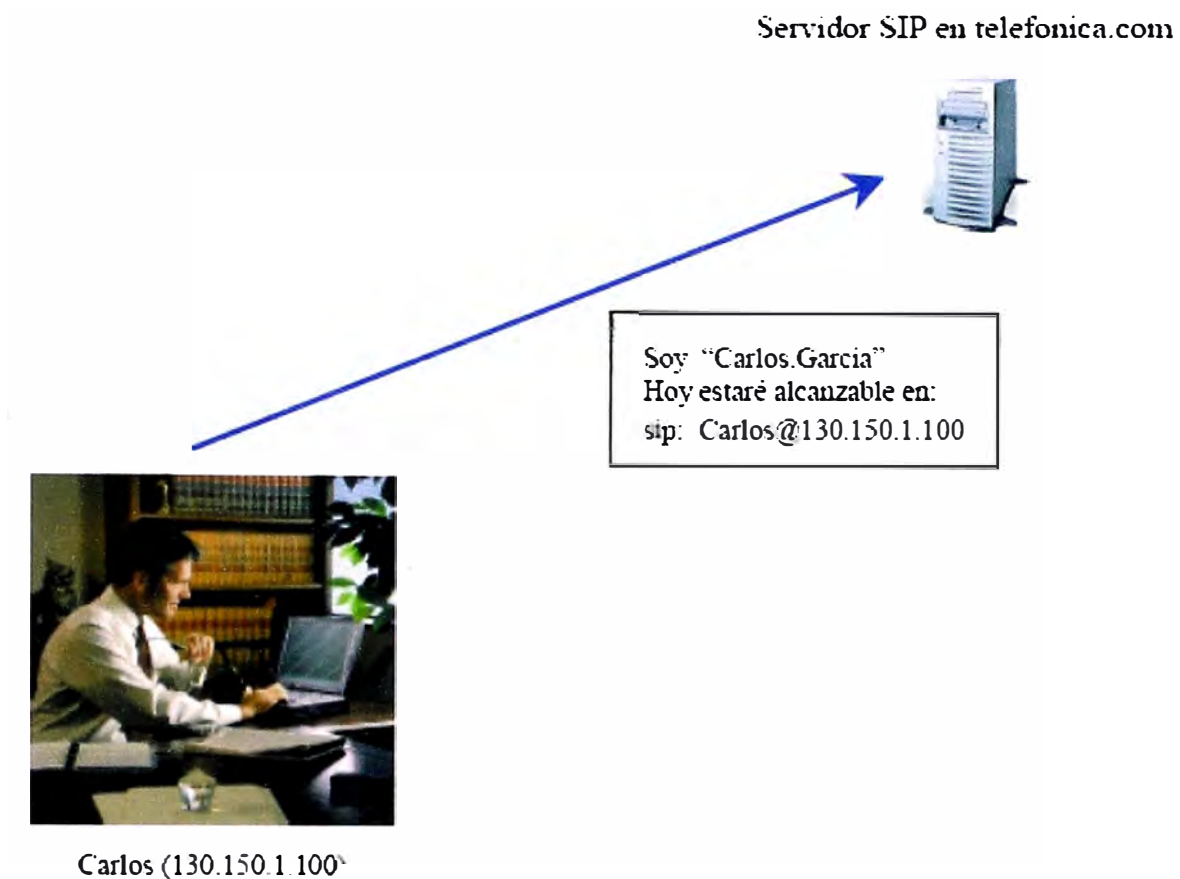 Servidor SIP en telefonica.com
Soy “Carlos.Garcia”
Hoy estaré alcanzable en:
sip: Carlos@130.150.1.100
Carlos (130.150.1.100)